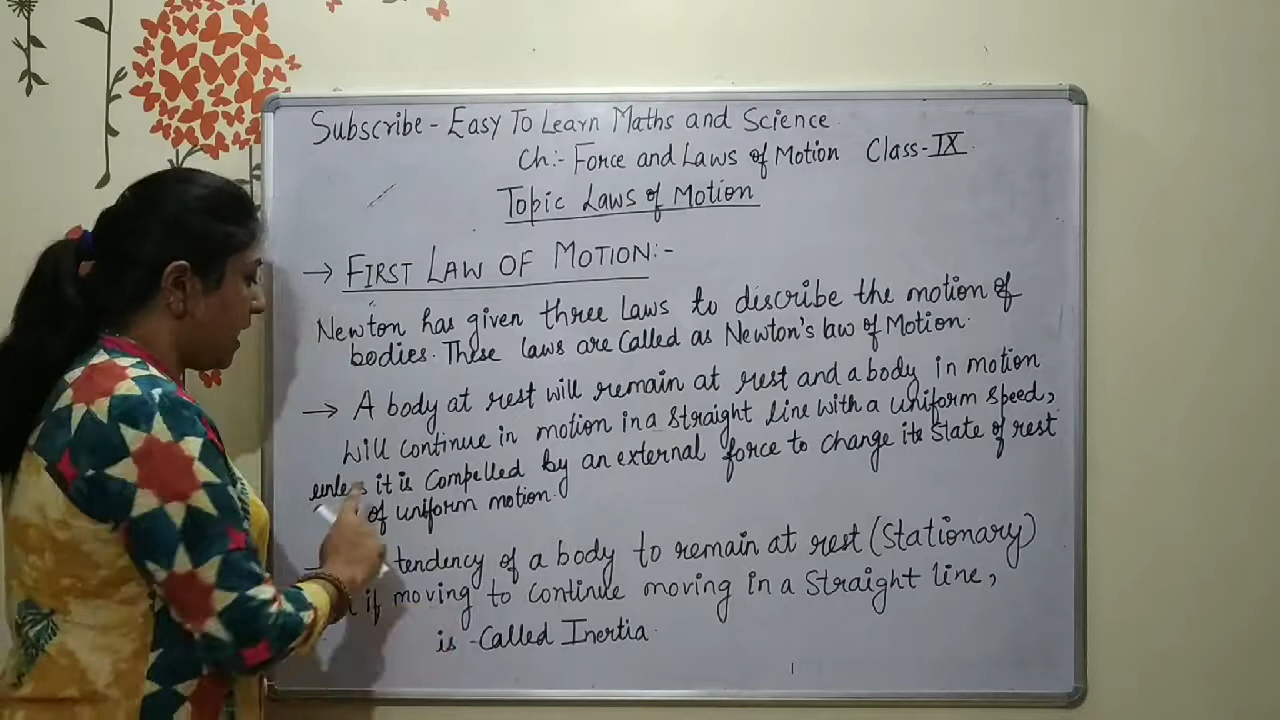 Subscribe - Easy To Learn Maths and Science
Ch:- Force and Laws of Motion Class-IX
Topic Laws of Motion
→ FIRST LAW OF MOTION:-
Newton has given three laws to describe the motion of
bodies. These laws are called as Newton's law of Motion.
→ A body at rest will remain at rest and a body in motion
will continue in motion in a straight line with a uniform speed,
unless it is compelled by an external force to change its state of rest
of uniform motion.
tendency of a body to remain at rest (Stationary)
if moving to continue moving in a straight line,
is called Inertia.